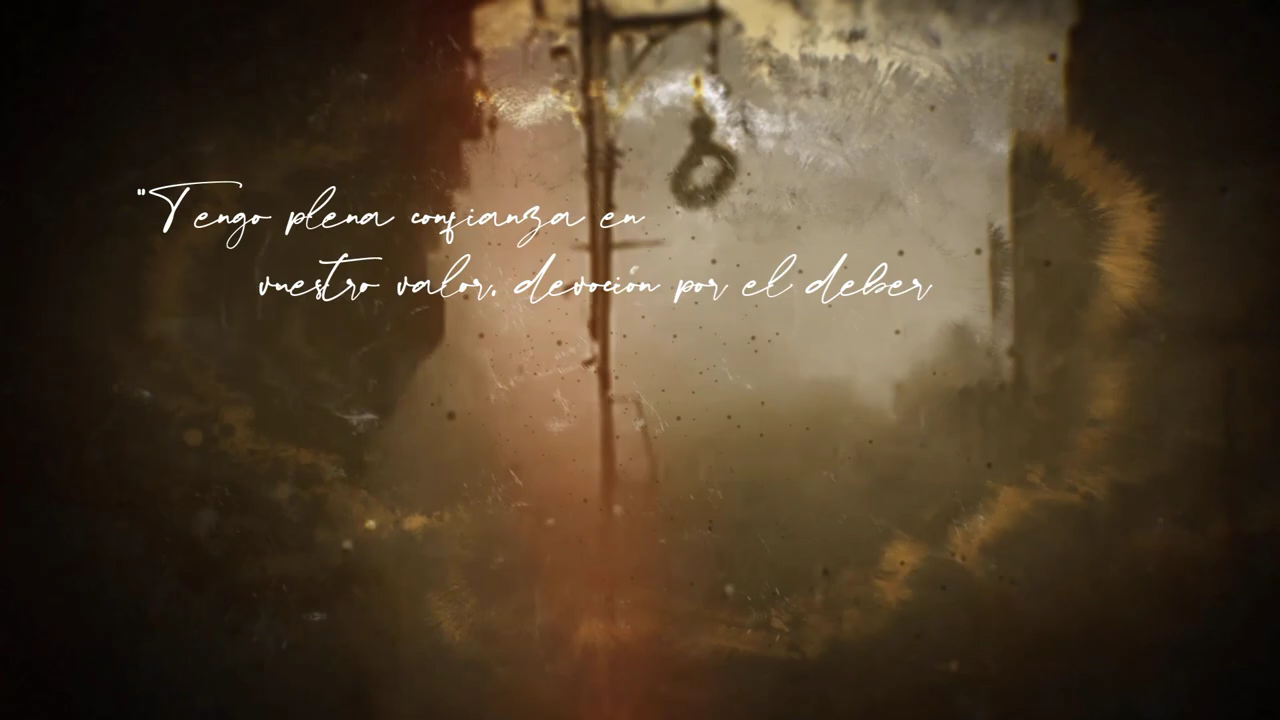 "Tengo plena confianza en
vuestro valor, devoción por el deber